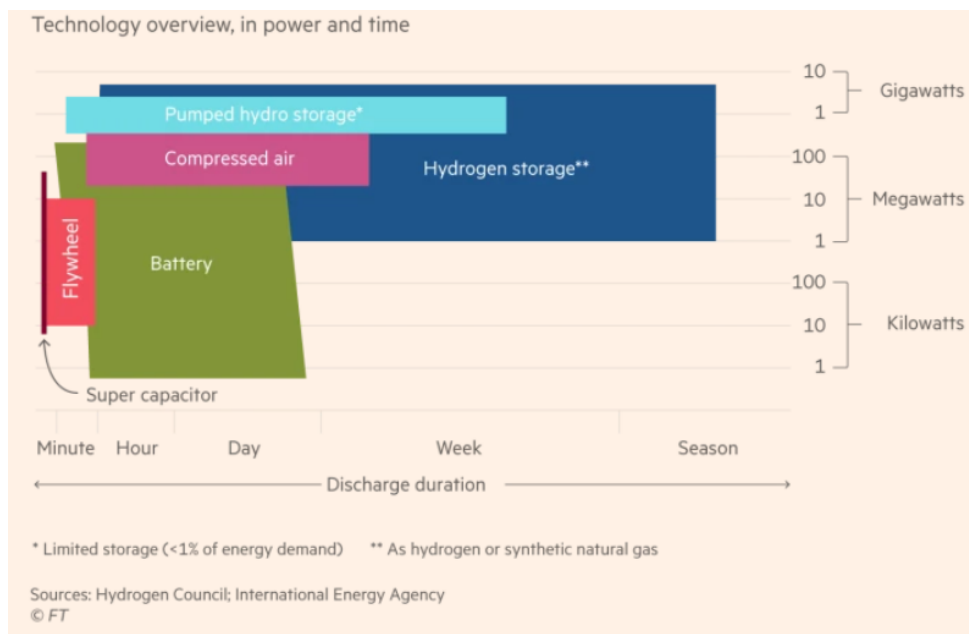 Technology overview, in power and time
10
Gigawatts
Pumped hydro storage*
1
Compressed air
100
Hydrogen storage**
Megawatts
10
Flywheel
1
Battery
100
Kilowatts
10
1
Super capacitor
Minute Hour Day Week Season
Discharge duration
* Limited storage (<1% of energy demand) ** As hydrogen or synthetic natural gas
Sources: Hydrogen Council; International Energy Agency
© FT